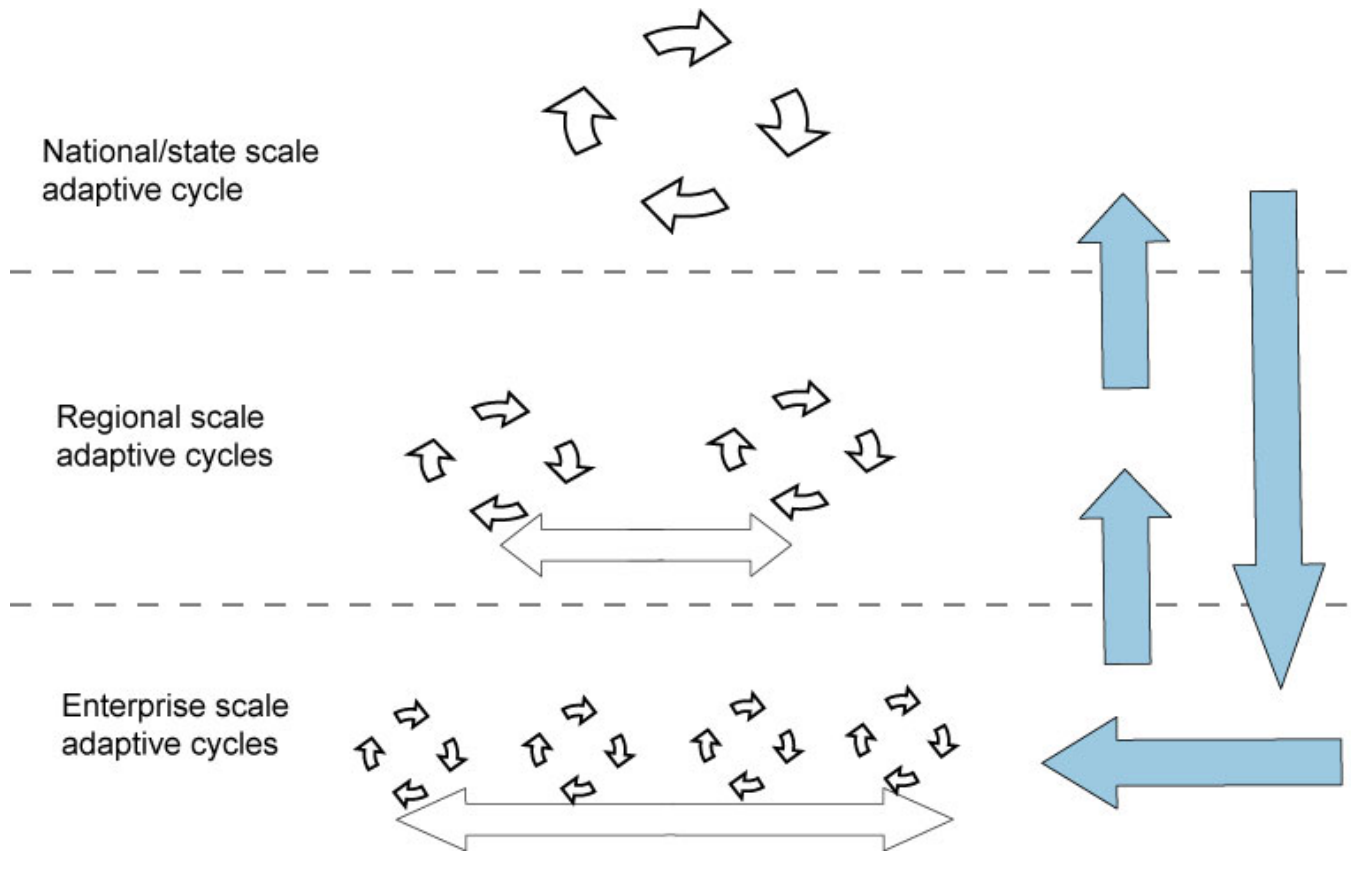 National/state scale
adaptive cycle
Regional scale
adaptive cycles
Enterprise scale
adaptive cycles